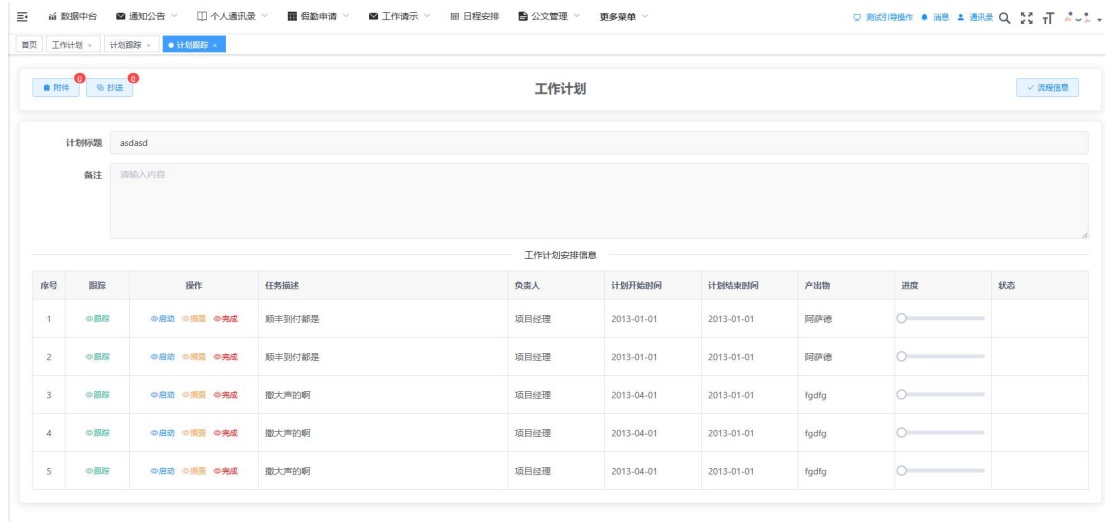 数据中台 通知公告 个人通讯录 假勤申请 工作请示 日程安排 公文管理 更多菜单 测试引导操作 消息 通讯录
首页 工作计划 × 计划跟踪 × 计划跟踪 ×
附件 0 抄送 0 工作计划 流程信息
计划标题 asdasd
备注 请输入内容
工作计划安排信息
序号 跟踪 操作 任务描述 负责人 计划开始时间 计划结束时间 产出物 进度 状态
1 跟踪 启动 搁置 完成 顺丰到付都是 项目经理 2013-01-01 2013-01-01 阿萨德
2 跟踪 启动 搁置 完成 顺丰到付都是 项目经理 2013-01-01 2013-01-01 阿萨德
3 跟踪 启动 搁置 完成 撒大声的啊 项目经理 2013-04-01 2013-01-01 fgdfg
4 跟踪 启动 搁置 完成 撒大声的啊 项目经理 2013-04-01 2013-01-01 fgdfg
5 跟踪 启动 搁置 完成 撒大声的啊 项目经理 2013-04-01 2013-01-01 fgdfg